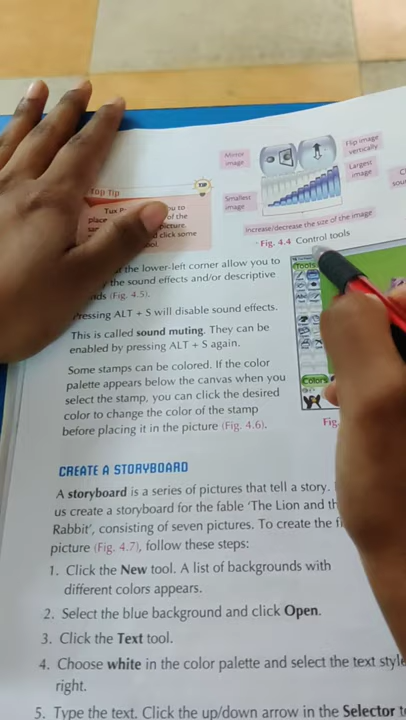 Mirror
image
Flip image
vertically
Smallest
image
Largest
image
Increase/decrease the size of the image
Fig. 4.4 Control tools
Top Tip
TIP
Tux
place
of the
picture.
click some
the lower-left corner allow you to
the sound effects and/or descriptive
(Fig. 4.5).
Pressing ALT + S will disable sound effects.
This is called sound muting. They can be
enabled by pressing ALT + S again.
Some stamps can be colored. If the color
palette appears below the canvas when you
select the stamp, you can click the desired
color to change the color of the stamp
before placing it in the picture (Fig. 4.6).
Tools
Colors
Fig.
CREATE A STORYBOARD
A storyboard is a series of pictures that tell a story.
us create a storyboard for the fable 'The Lion and
Rabbit', consisting of seven pictures. To create the
picture (Fig. 4.7), follow these steps:
1. Click the New tool. A list of backgrounds with
different colors appears.
2. Select the blue background and click Open.
3. Click the Text tool.
4. Choose white in the color palette and select the text style
right.
5. Type the text. Click the up/down arrow in the Selector